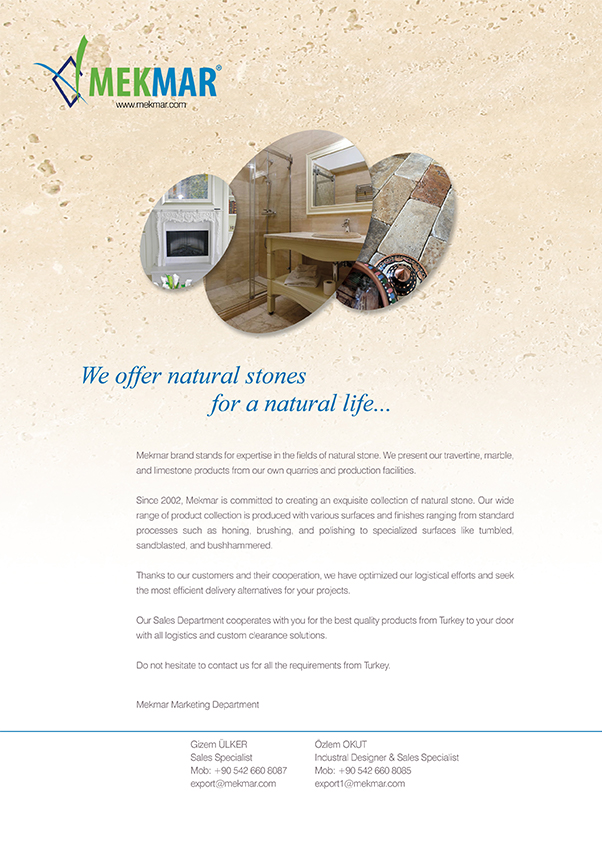 MEKMAR®
www.mekmar.com
We offer natural stones
for a natural life...
Mekmar brand stands for expertise in the fields of natural stone. We present our travertine, marble,
and limestone products from our own quarries and production facilities.
Since 2002, Mekmar is committed to creating an exquisite collection of natural stone. Our wide
range of product collection is produced with various surfaces and finishes ranging from standard
processes such as honing, brushing, and polishing to specialized surfaces like tumbled,
sandblasted, and bushhammered.
Thanks to our customers and their cooperation, we have optimized our logistical efforts and seek
the most efficient delivery alternatives for your projects.
Our Sales Department cooperates with you for the best quality products from Turkey to your door
with all logistics and custom clearance solutions.
Do not hesitate to contact us for all the requirements from Turkey.
Mekmar Marketing Department
Gizem ÜLKER
Sales Specialist
Mob: +90 542 660 8087
export@mekmar.com
Özlem OKUT
Industral Designer & Sales Specialist
Mob: +90 542 660 8085
export1@mekmar.com